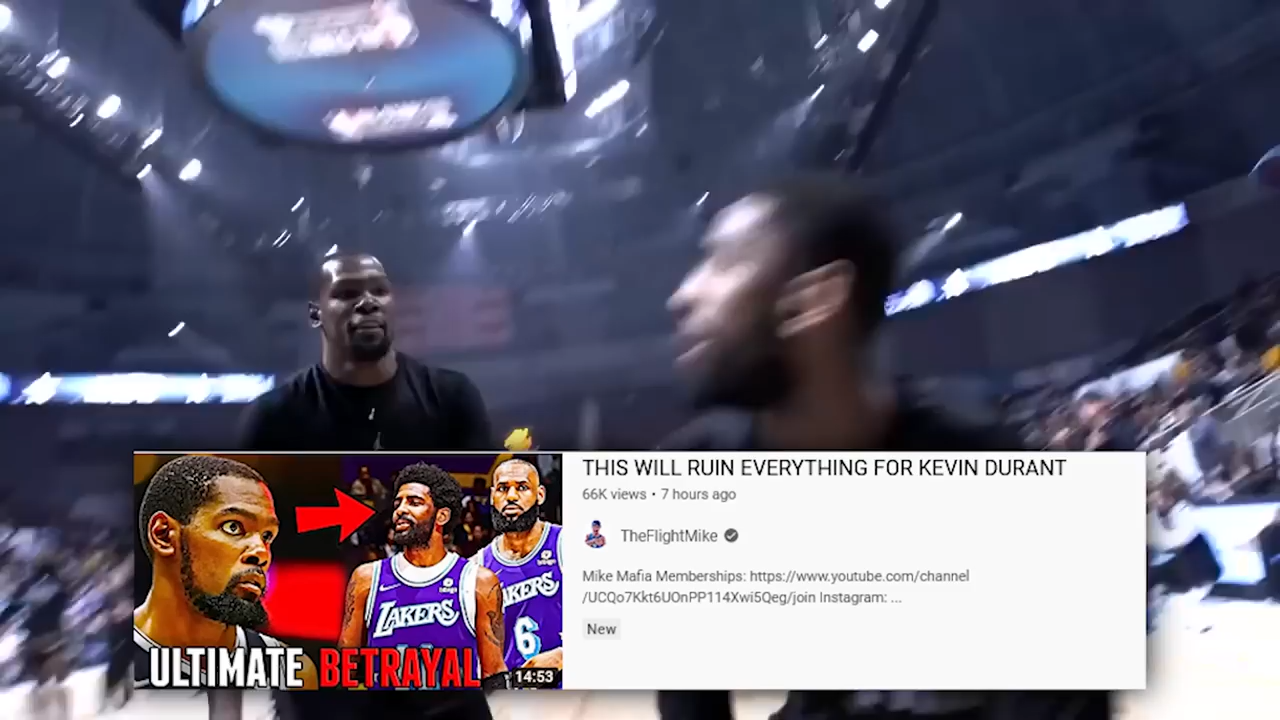 THIS WILL RUIN EVERYTHING FOR KEVIN DURANT
66K views • 7 hours ago
TheFlightMike
Mike Mafia Memberships: https://www.youtube.com/channel
/UCQo7Kkt6UOnPP114Xwi5Qeg/join Instagram: ...
New
LAKERS
AKERS
6
ULTIMATE BETRAYAL
14:53